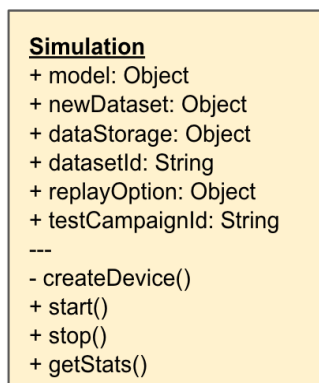 Simulation
+ model: Object
+ newDataset: Object
+ dataStorage: Object
+ datasetId: String
+ replayOption: Object
+ testCampaignId: String
---
- createDevice()
+ start()
+ stop()
+ getStats()